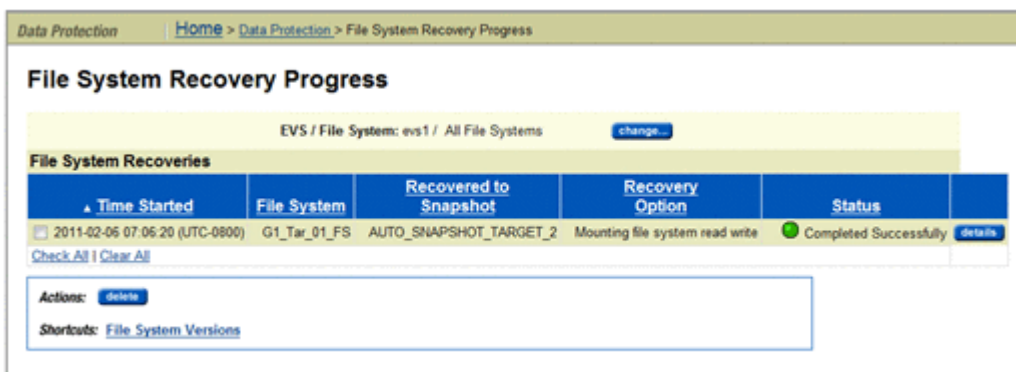 Data Protection Home > Data Protection > File System Recovery Progress
File System Recovery Progress
EVS / File System: evs1 / All File Systems change...
File System Recoveries
Time Started File System Recovered to Snapshot Recovery Option Status
2011-02-06 07:06:20 (UTC-0800) G1_Tar_01_FS AUTO_SNAPSHOT_TARGET_2 Mounting file system read write Completed Successfully details
Check All | Clear All
Actions: delete
Shortcuts: File System Versions